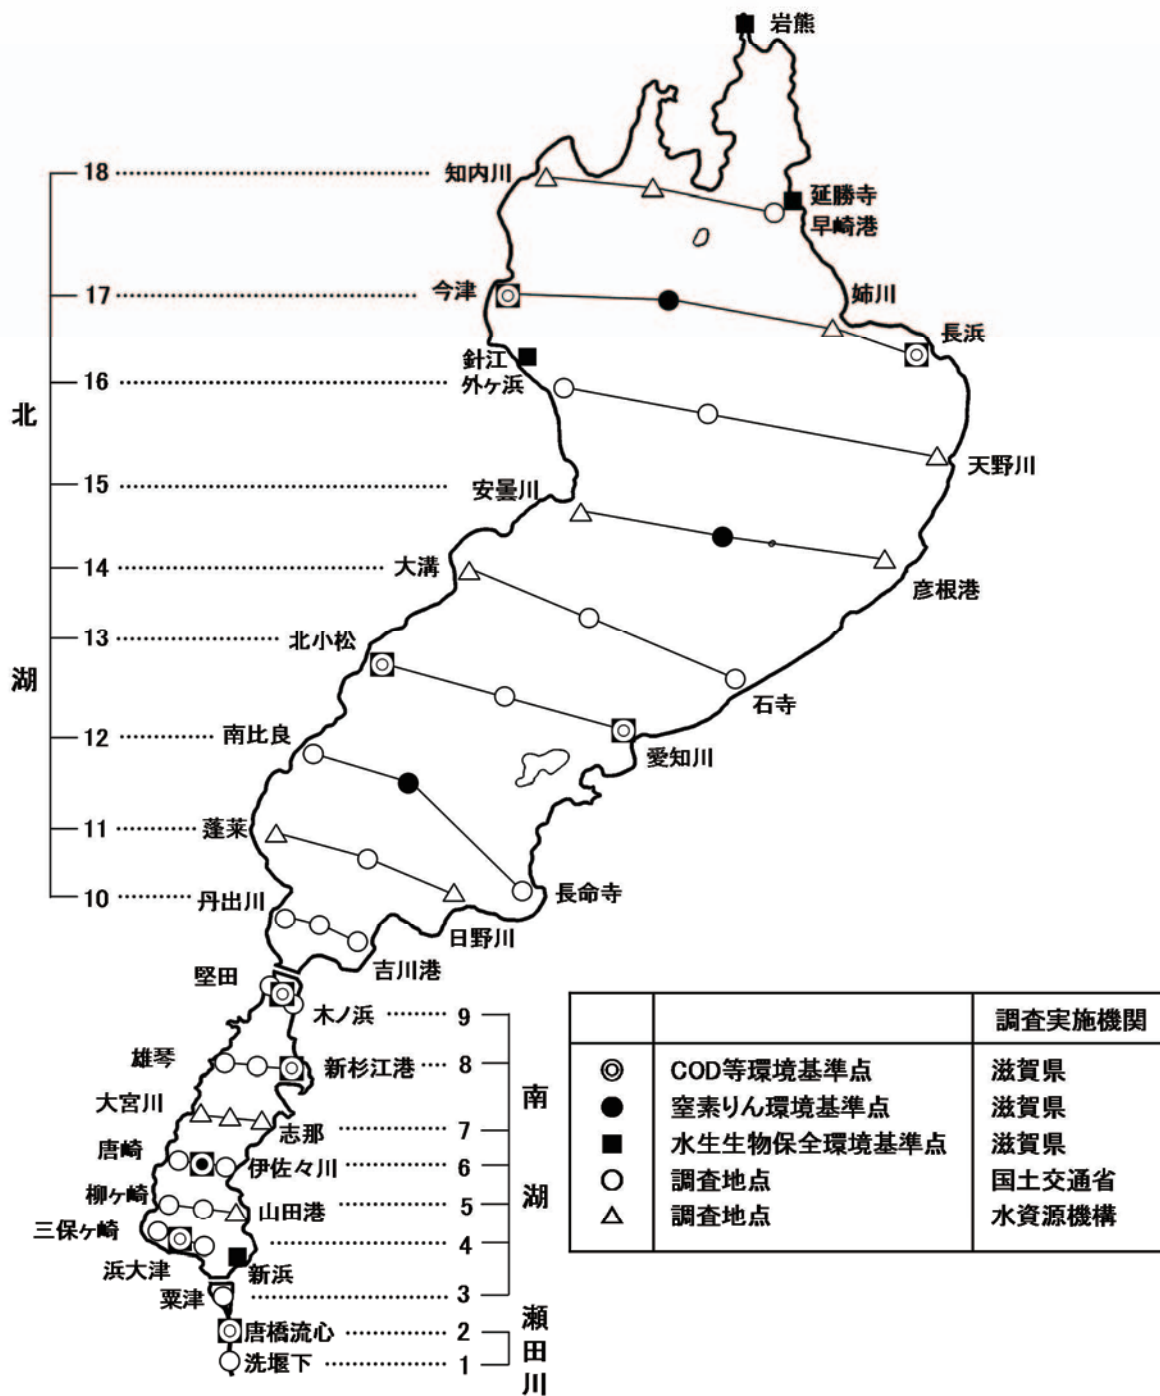 岩熊
18 知内川
延勝寺
早崎港
17 今津
姉川
長浜
針江
16 外ヶ浜
天野川
15 安曇川
14 大溝
彦根港
13 北小松
石寺
12 南比良
愛知川
11 蓬莱
10 丹出川
長命寺
日野川
吉川港
北
湖
堅田
木ノ浜 9
雄琴
新杉江港 8
大宮川
志那 7
唐崎
伊佐々川 6
柳ヶ崎
山田港 5
三保ヶ崎
4
浜大津
新浜
粟津 3
唐橋流心 2
洗堰下 1
南
湖
瀬
田
川
調査実施機関
◎ COD等環境基準点 滋賀県
● 窒素りん環境基準点 滋賀県
■ 水生生物保全環境基準点 滋賀県
○ 調査地点 国土交通省
△ 調査地点 水資源機構